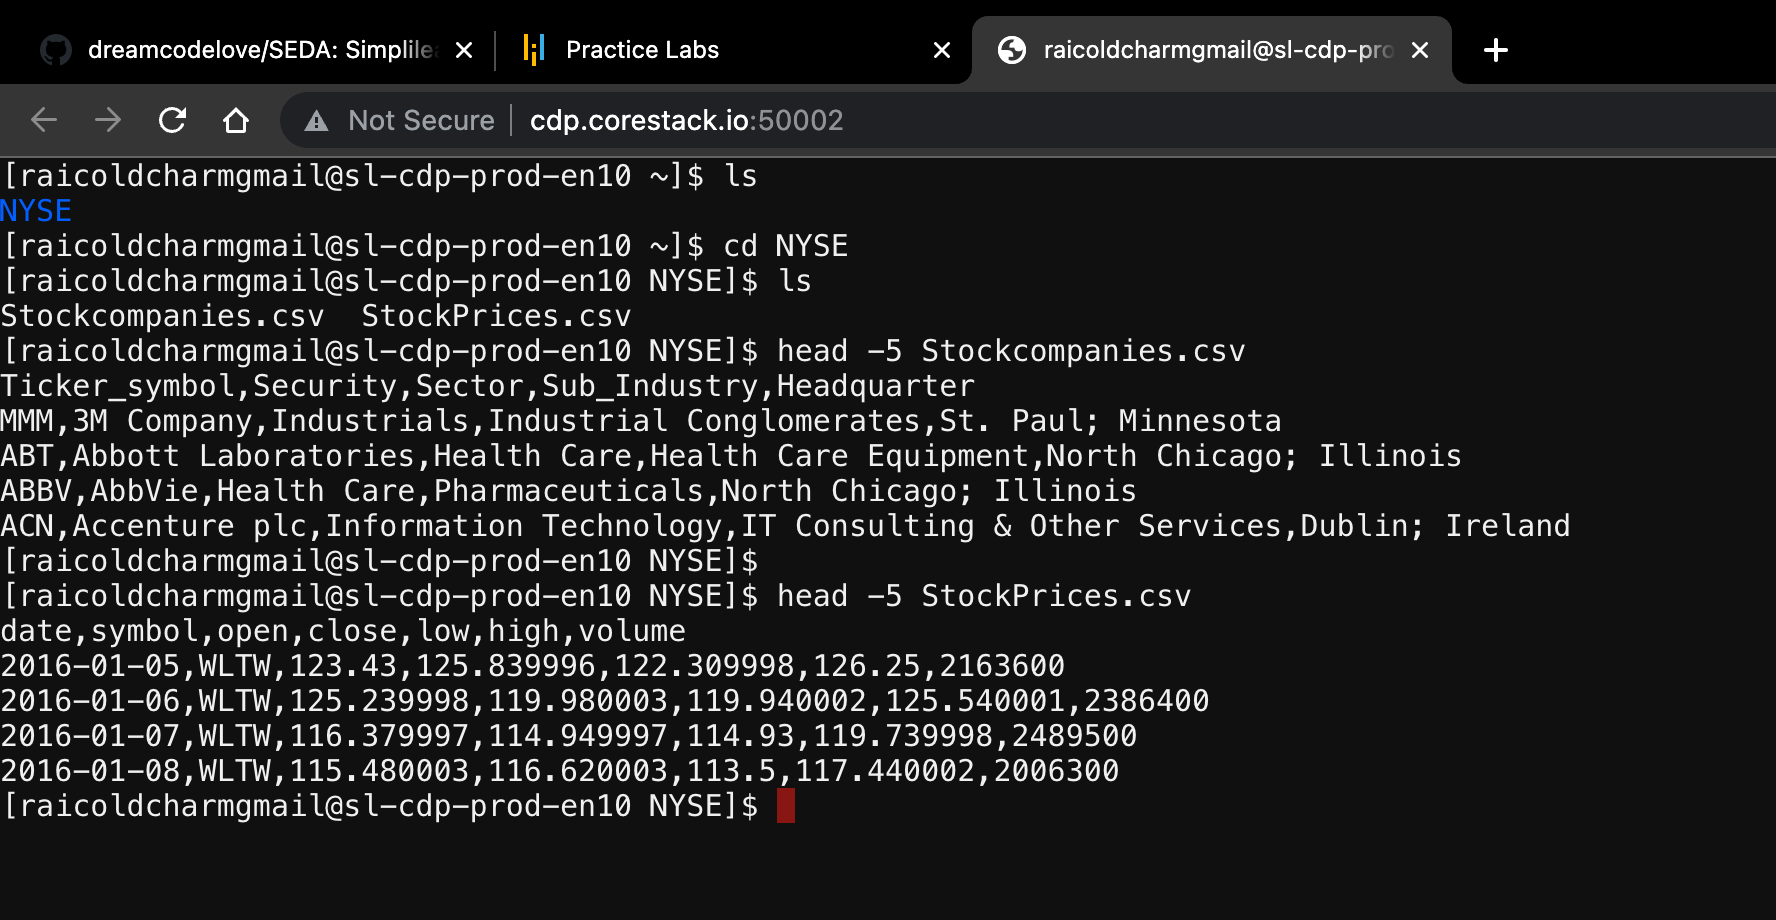 dreamcodelove/SEDA: Simplile
Practice Labs
raicoldcharmgmail@sl-cdp-pro
Not Secure
cdp.corestack.io:50002
[raicoldcharmgmail@sl-cdp-prod-en10 ~]$ ls
NYSE
[raicoldcharmgmail@sl-cdp-prod-en10 ~]$ cd NYSE
[raicoldcharmgmail@sl-cdp-prod-en10 NYSE]$ ls
Stockcompanies.csv  StockPrices.csv
[raicoldcharmgmail@sl-cdp-prod-en10 NYSE]$ head -5 Stockcompanies.csv
Ticker_symbol,Security,Sector,Sub_Industry,Headquarter
MMM,3M Company,Industrials,Industrial Conglomerates,St. Paul; Minnesota
ABT,Abbott Laboratories,Health Care,Health Care Equipment,North Chicago; Illinois
ABBV,AbbVie,Health Care,Pharmaceuticals,North Chicago; Illinois
ACN,Accenture plc,Information Technology,IT Consulting & Other Services,Dublin; Ireland
[raicoldcharmgmail@sl-cdp-prod-en10 NYSE]$
[raicoldcharmgmail@sl-cdp-prod-en10 NYSE]$ head -5 StockPrices.csv
date,symbol,open,close,low,high,volume
2016-01-05,WLTW,123.43,125.839996,122.309998,126.25,2163600
2016-01-06,WLTW,125.239998,119.980003,119.940002,125.540001,2386400
2016-01-07,WLTW,116.379997,114.949997,114.93,119.739998,2489500
2016-01-08,WLTW,115.480003,116.620003,113.5,117.440002,2006300
[raicoldcharmgmail@sl-cdp-prod-en10 NYSE]$